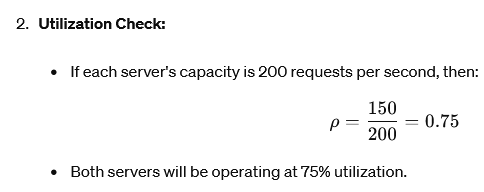 2. Utilization Check:
• If each server's capacity is 200 requests per second, then:
ρ = 150/200 = 0.75
• Both servers will be operating at 75% utilization.